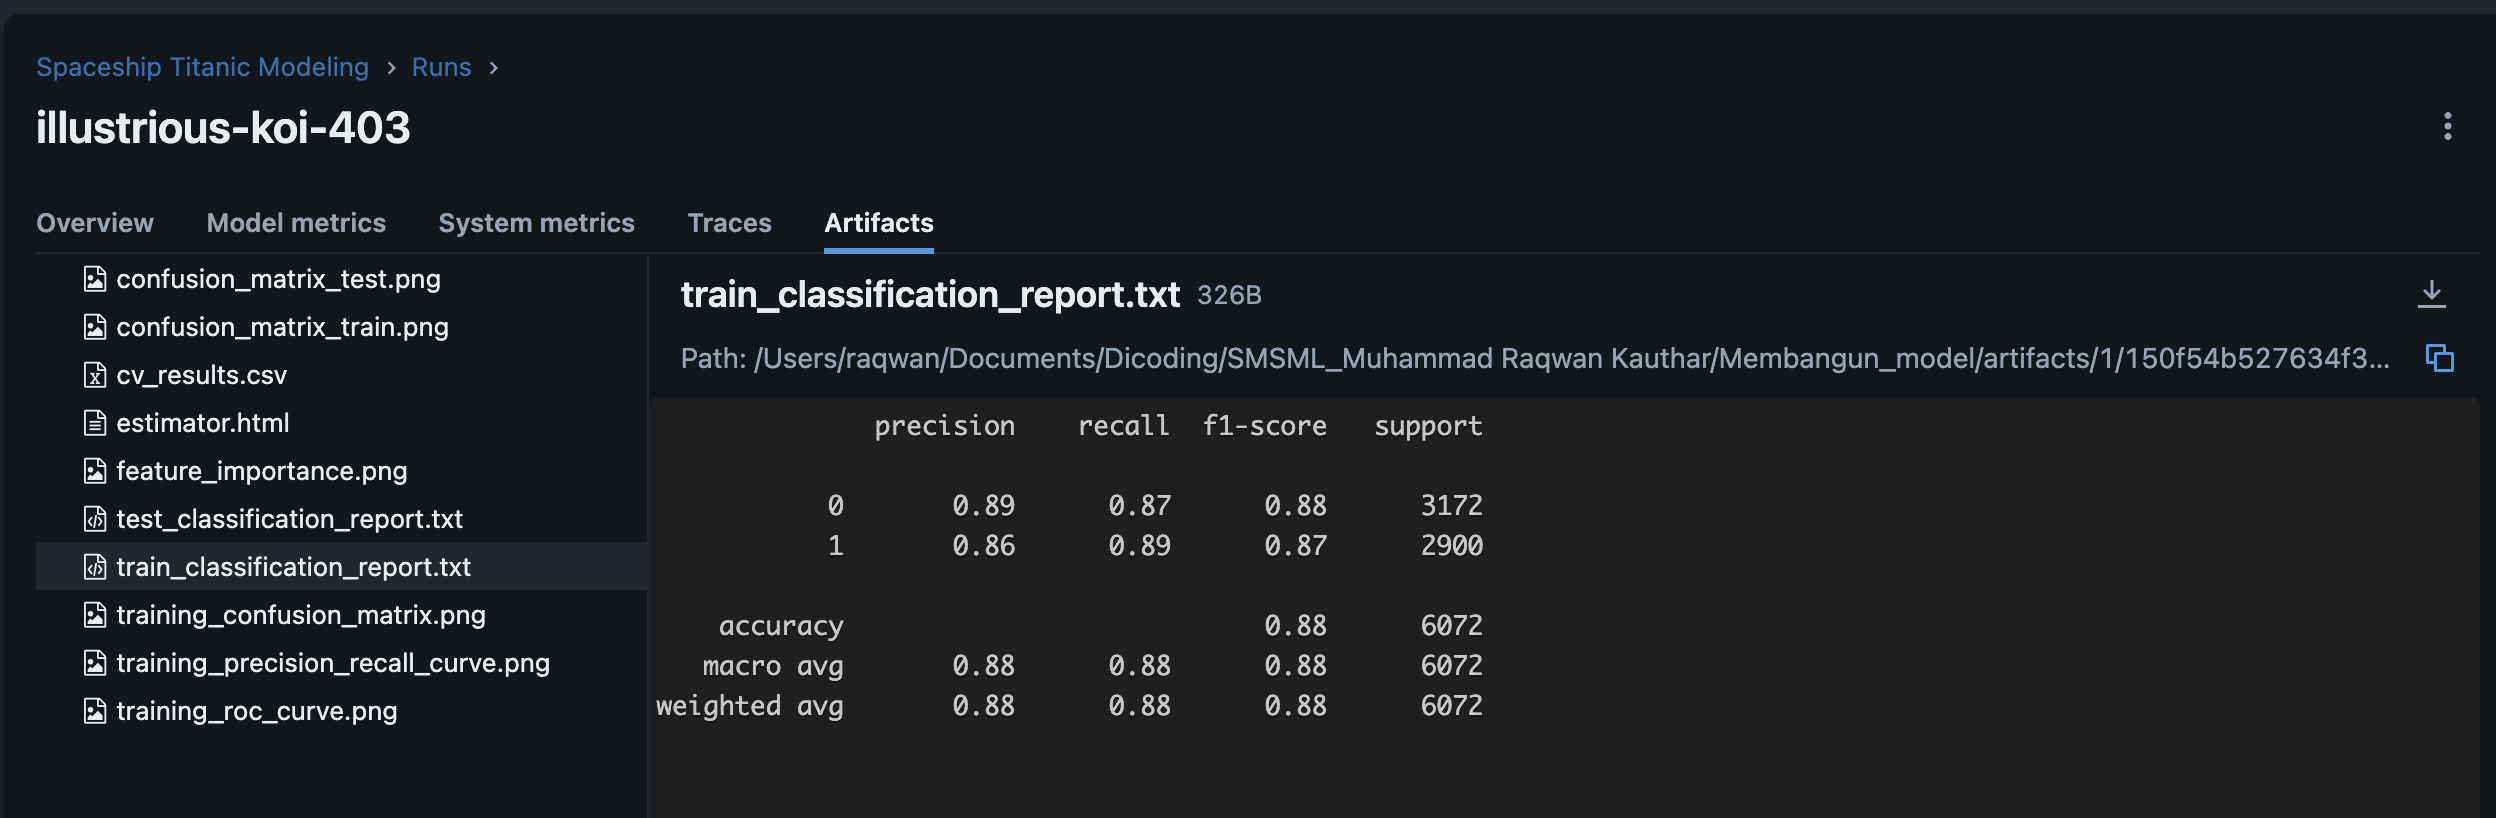 Spaceship Titanic Modeling > Runs >
illustrious-koi-403
Overview Model metrics System metrics Traces Artifacts
confusion_matrix_test.png
confusion_matrix_train.png
cv_results.csv
estimator.html
feature_importance.png
test_classification_report.txt
train_classification_report.txt
training_confusion_matrix.png
training_precision_recall_curve.png
training_roc_curve.png
train_classification_report.txt 326B
Path: /Users/raqwan/Documents/Dicoding/SMSML_Muhammad Raqwan Kauthar/Membangun_model/artifacts/1/150f54b527634f3...
precision recall f1-score support
0 0.89 0.87 0.88 3172
1 0.86 0.89 0.87 2900
accuracy 0.88 6072
macro avg 0.88 0.88 0.88 6072
weighted avg 0.88 0.88 0.88 6072